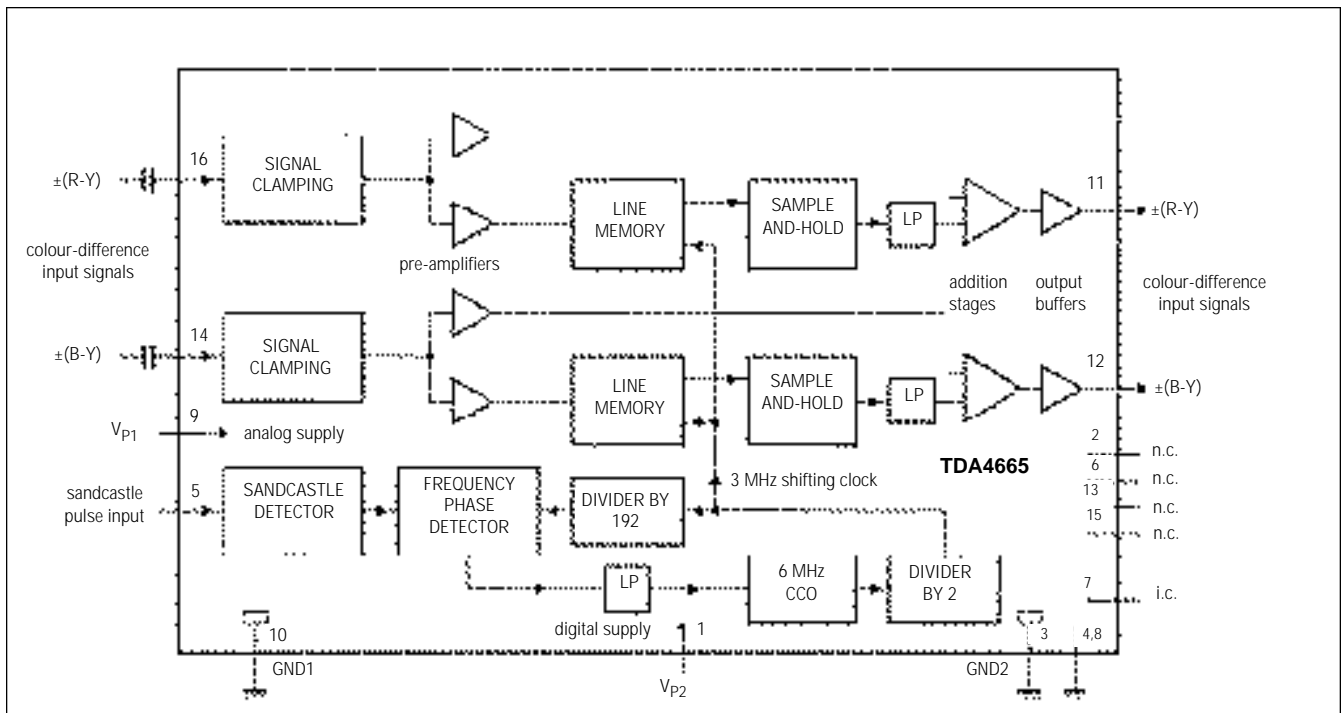 16
±(R-Y)
SIGNAL
CLAMPING
LINE
MEMORY
SAMPLE
AND-HOLD
LP
11
±(R-Y)
colour-difference
input signals
pre-amplifiers
addition
stages
output
buffers
colour-difference
input signals
14
±(B-Y)
SIGNAL
CLAMPING
LINE
MEMORY
SAMPLE
AND-HOLD
LP
12
±(B-Y)
9
VP1
analog supply
2
n.c.
6
n.c.
13
n.c.
15
n.c.
TDA4665
3 MHz shifting clock
sandcastle
pulse input
5
SANDCASTLE
DETECTOR
FREQUENCY
PHASE
DETECTOR
DIVIDER BY
192
LP
6 MHz
CCO
DIVIDER
BY 2
7
i.c.
digital supply
1
10
GND1
VP2
GND2
3
4,8